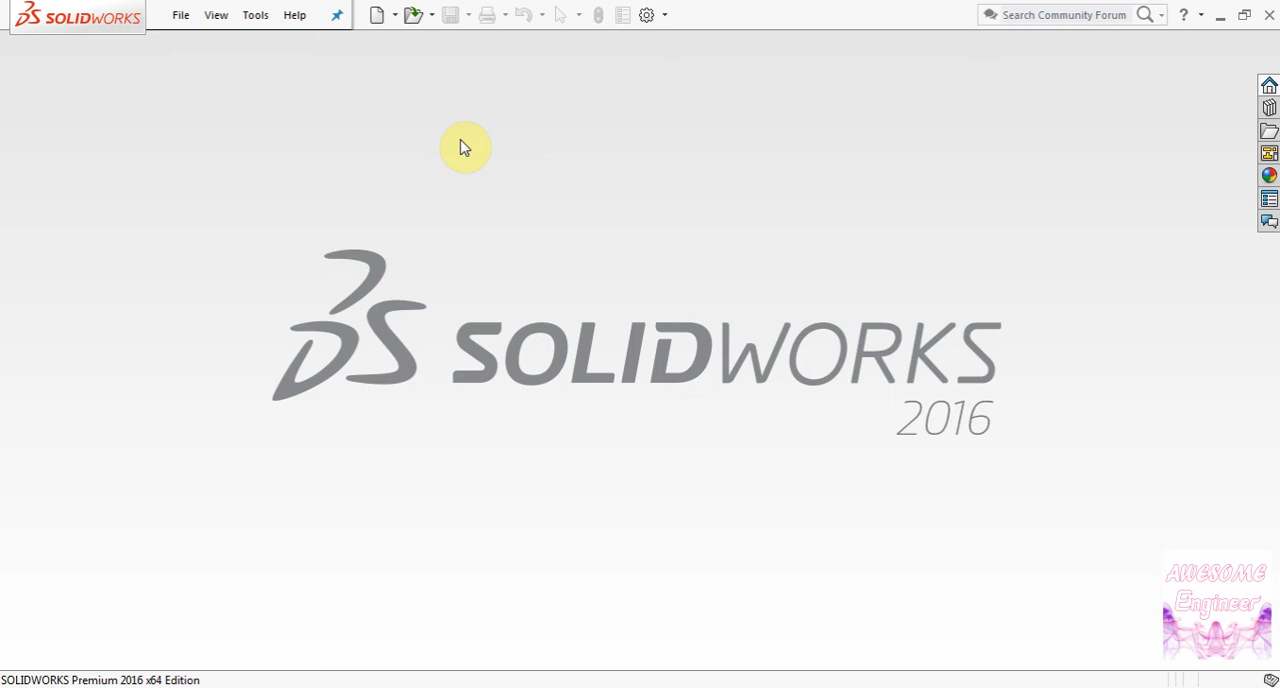 SOLIDWORKS File View Tools Help Search Community Forum ?
SOLIDWORKS
2016
AWESOME
Engineer
SOLIDWORKS Premium 2016 x64 Edition